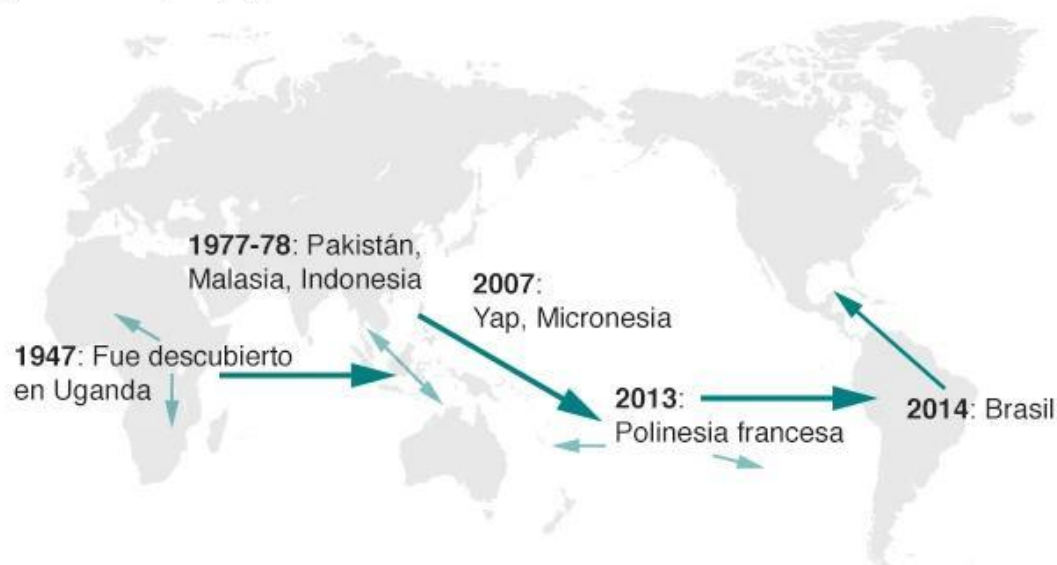 1977-78: Pakistán,
Malasia, Indonesia
2007:
Yap, Micronesia
1947: Fue descubierto
en Uganda
2013:
Polinesia francesa
2014: Brasil